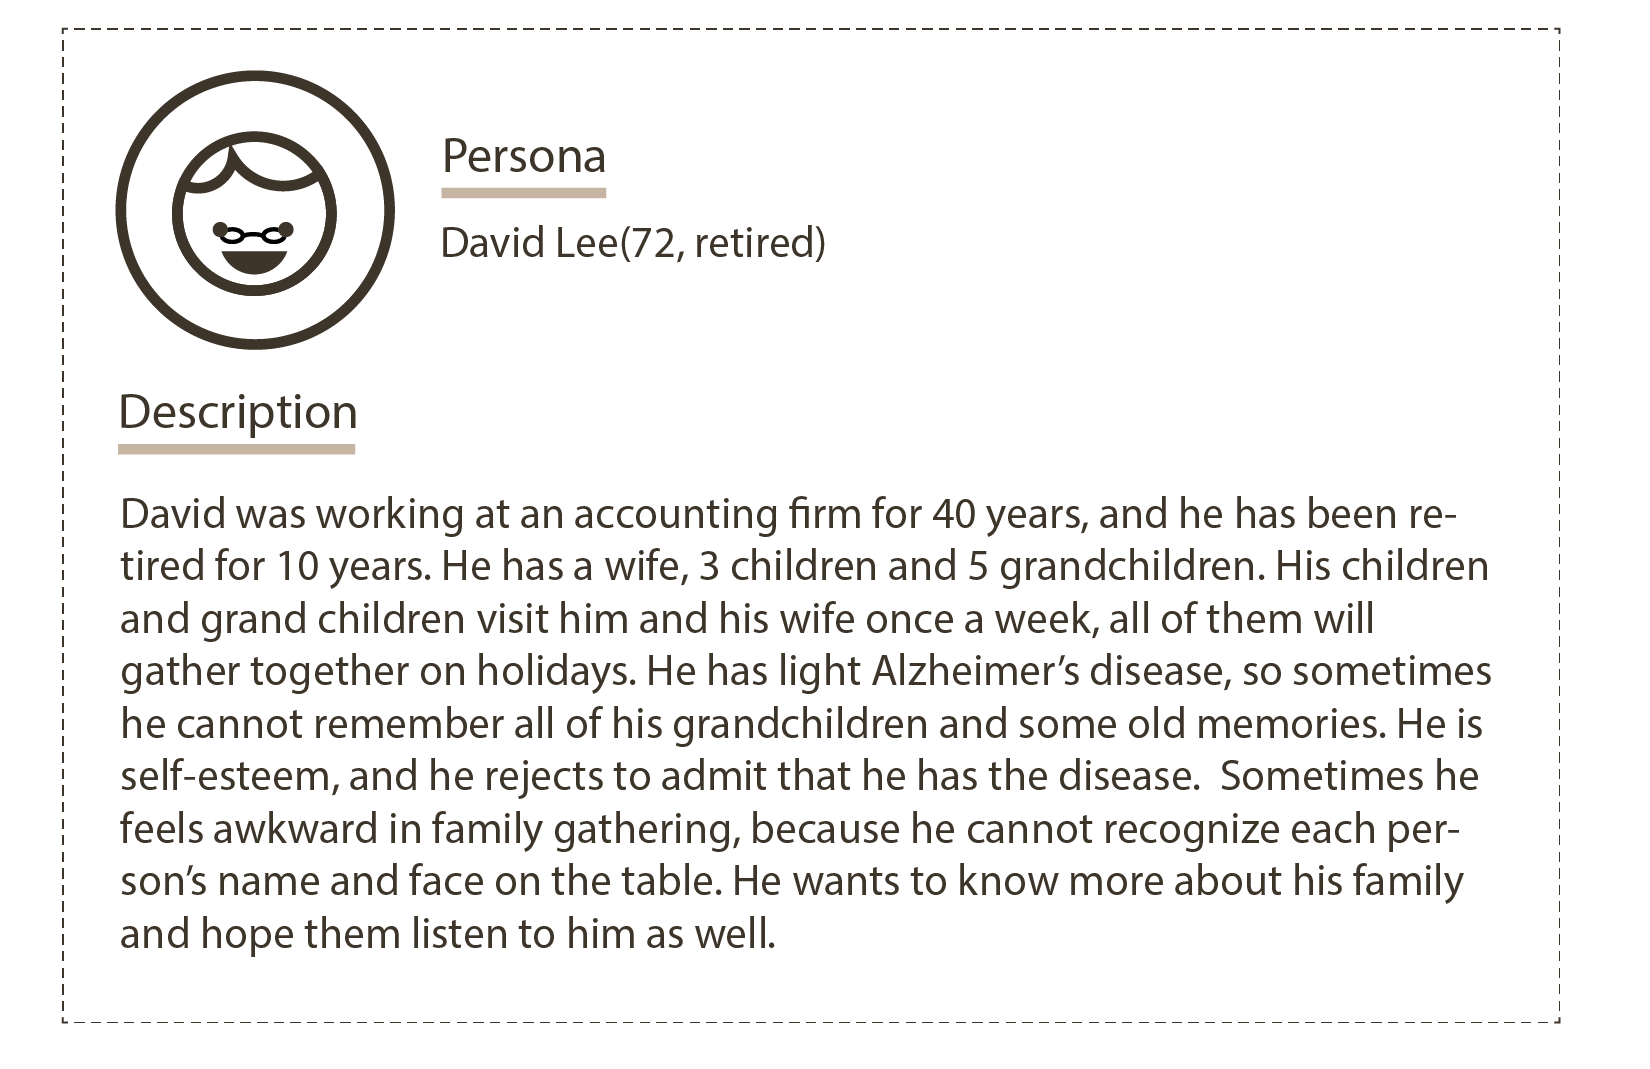 Persona
David Lee(72, retired)
Description
David was working at an accounting firm for 40 years, and he has been re-
tired for 10 years. He has a wife, 3 children and 5 grandchildren. His children
and grand children visit him and his wife once a week, all of them will
gather together on holidays. He has light Alzheimer’s disease, so sometimes
he cannot remember all of his grandchildren and some old memories. He is
self-esteem, and he rejects to admit that he has the disease.  Sometimes he
feels awkward in family gathering, because he cannot recognize each per-
son’s name and face on the table. He wants to know more about his family
and hope them listen to him as well.